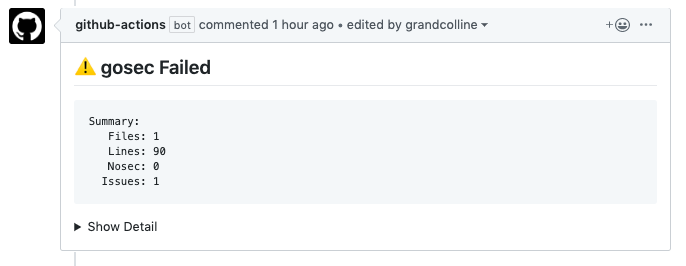 github-actions bot commented 1 hour ago • edited by grandcolline
gosec Failed
Summary:
Files: 1
Lines: 90
Nosec: 0
Issues: 1
Show Detail